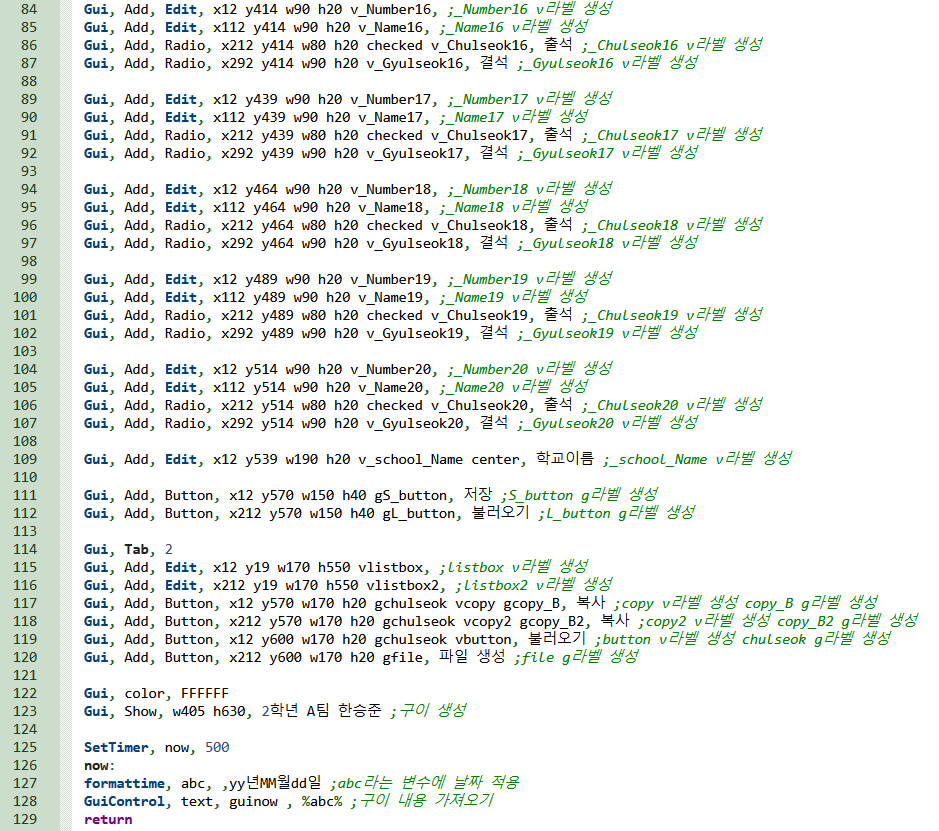 84 Gui, Add, Edit, x12 y414 w90 h20 v_Number16, ;_Number16 v라벨 생성
85 Gui, Add, Edit, x112 y414 w90 h20 v_Name16, ;_Name16 v라벨 생성
86 Gui, Add, Radio, x212 y414 w80 h20 checked v_Chulseok16, 출석 ;_Chulseok16 v라벨 생성
87 Gui, Add, Radio, x292 y414 w90 h20 v_Gyulseok16, 결석 ;_Gyulseok16 v라벨 생성
88
89 Gui, Add, Edit, x12 y439 w90 h20 v_Number17, ;_Number17 v라벨 생성
90 Gui, Add, Edit, x112 y439 w90 h20 v_Name17, ;_Name17 v라벨 생성
91 Gui, Add, Radio, x212 y439 w80 h20 checked v_Chulseok17, 출석 ;_Chulseok17 v라벨 생성
92 Gui, Add, Radio, x292 y439 w90 h20 v_Gyulseok17, 결석 ;_Gyulseok17 v라벨 생성
93
94 Gui, Add, Edit, x12 y464 w90 h20 v_Number18, ;_Number18 v라벨 생성
95 Gui, Add, Edit, x112 y464 w90 h20 v_Name18, ;_Name18 v라벨 생성
96 Gui, Add, Radio, x212 y464 w80 h20 checked v_Chulseok18, 출석 ;_Chulseok18 v라벨 생성
97 Gui, Add, Radio, x292 y464 w90 h20 v_Gyulseok18, 결석 ;_Gyulseok18 v라벨 생성
98
99 Gui, Add, Edit, x12 y489 w90 h20 v_Number19, ;_Number19 v라벨 생성
100 Gui, Add, Edit, x112 y489 w90 h20 v_Name19, ;_Name19 v라벨 생성
101 Gui, Add, Radio, x212 y489 w80 h20 checked v_Chulseok19, 출석 ;_Chulseok19 v라벨 생성
102 Gui, Add, Radio, x292 y489 w90 h20 v_Gyulseok19, 결석 ;_Gyulseok19 v라벨 생성
103
104 Gui, Add, Edit, x12 y514 w90 h20 v_Number20, ;_Number20 v라벨 생성
105 Gui, Add, Edit, x112 y514 w90 h20 v_Name20, ;_Name20 v라벨 생성
106 Gui, Add, Radio, x212 y514 w80 h20 checked v_Chulseok20, 출석 ;_Chulseok20 v라벨 생성
107 Gui, Add, Radio, x292 y514 w90 h20 v_Gyulseok20, 결석 ;_Gyulseok20 v라벨 생성
108
109 Gui, Add, Edit, x12 y539 w190 h20 v_school_Name center, 학교이름 ;_school_Name v라벨 생성
110
111 Gui, Add, Button, x12 y570 w150 h40 gS_button, 저장 ;S_button g라벨 생성
112 Gui, Add, Button, x212 y570 w150 h40 gL_button, 불러오기 ;L_button g라벨 생성
113
114 Gui, Tab, 2
115 Gui, Add, Edit, x12 y19 w170 h550 vlistbox, ;listbox v라벨 생성
116 Gui, Add, Edit, x212 y19 w170 h550 vlistbox2, ;listbox2 v라벨 생성
117 Gui, Add, Button, x12 y570 w170 h20 gchulseok vcopy gcopy_B, 복사 ;copy v라벨 생성 copy_B g라벨 생성
118 Gui, Add, Button, x212 y570 w170 h20 gchulseok vcopy2 gcopy_B2, 복사 ;copy2 v라벨 생성 copy_B2 g라벨 생성
119 Gui, Add, Button, x12 y600 w170 h20 gchulseok vbutton, 불러오기 ;button v라벨 생성 chulseok g라벨 생성
120 Gui, Add, Button, x212 y600 w170 h20 gfile, 파일 생성 ;file g라벨 생성
121
122 Gui, color, FFFFFF
123 Gui, Show, w405 h630, 2학년 A팀 한승준 ;구이 생성
124
125 SetTimer, now, 500
126 now:
127 formattime, abc, ,yy년MM월dd일 ;abc라는 변수에 날짜 적용
128 GuiControl, text, guinow , %abc% ;구이 내용 가져오기
129 return